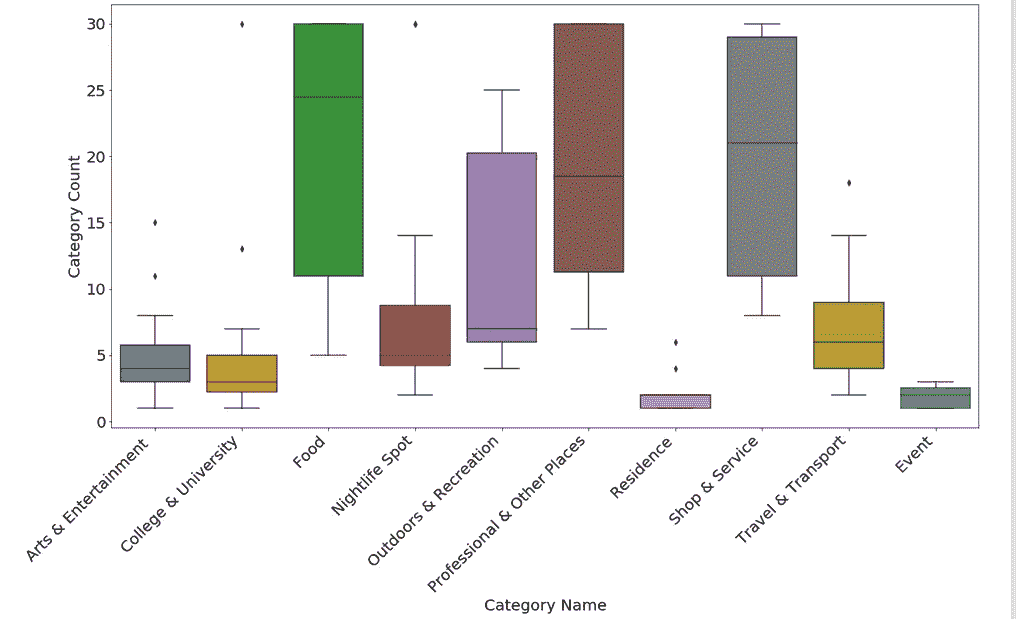 Category Count
30
25
20
15
10
5
0
Arts & Entertainment
College & University
Food
Nightlife Spot
Outdoors & Recreation
Professional & Other Places
Residence
Shop & Service
Travel & Transport
Event
Category Name